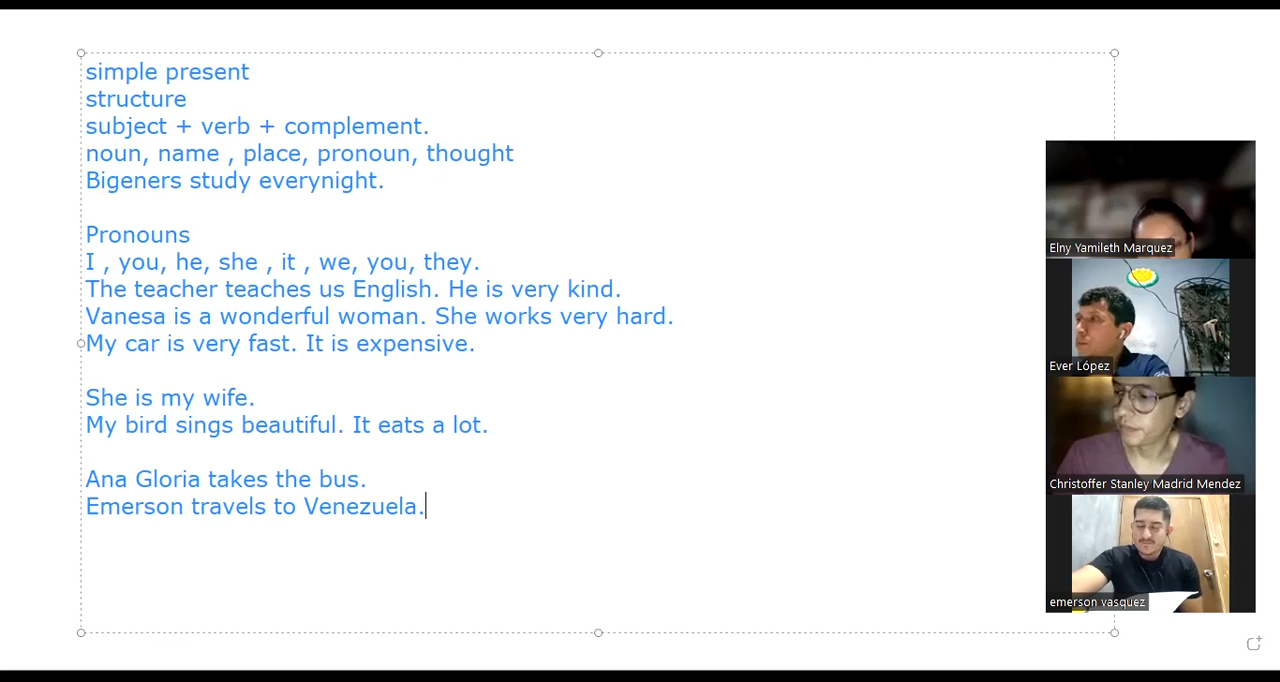 simple present
structure
subject + verb + complement.
noun, name , place, pronoun, thought
Bigeners study everynight.
Pronouns
I , you, he, she , it , we, you, they.
The teacher teaches us English. He is very kind.
Vanesa is a wonderful woman. She works very hard.
My car is very fast. It is expensive.
She is my wife.
My bird sings beautiful. It eats a lot.
Ana Gloria takes the bus.
Emerson travels to Venezuela.
Elny Yamileth Marquez
Ever López
Christoffer Stanley Madrid Mendez
emerson vasquez